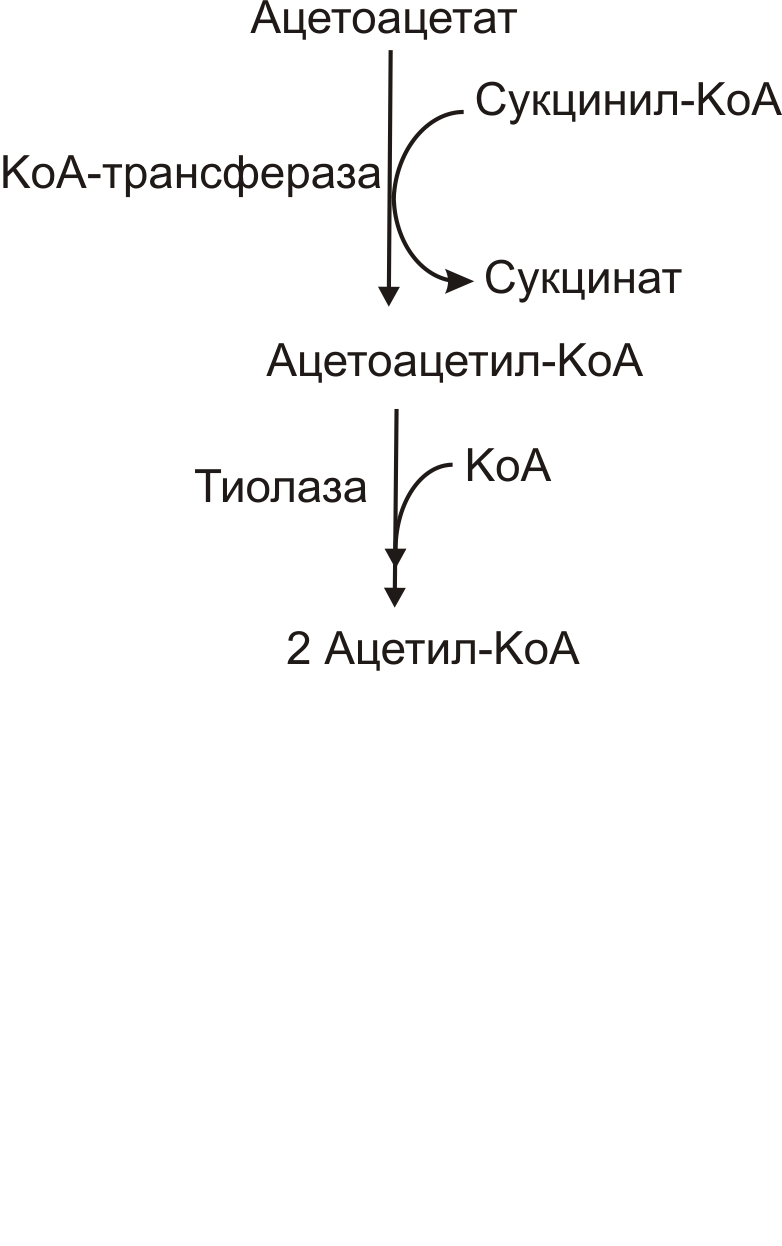 Ацетоацетат
Сукцинил-КоА
КоА-трансфераза
Сукцинат
Ацетоацетил-КоА
КоА
Тиолаза
2 Ацетил-КоА